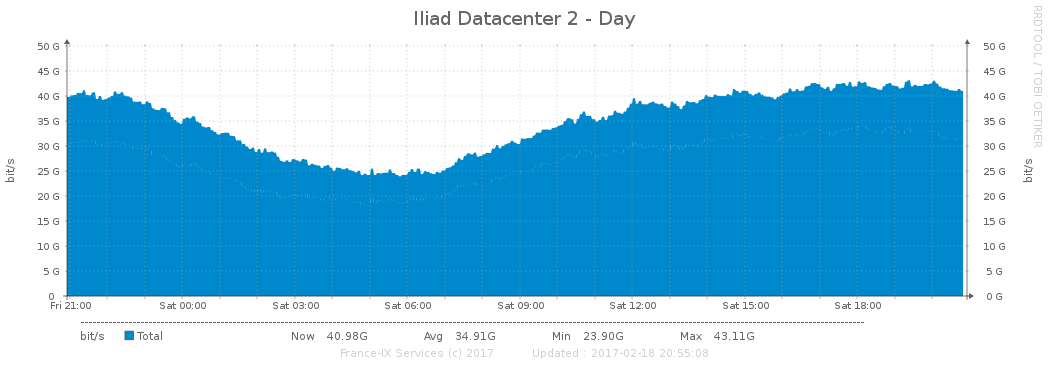 Iliad Datacenter 2 - Day
RRDTOOL / TOBI OETIKER
50 G 50 G
45 G 45 G
40 G 40 G
35 G 35 G
30 G 30 G
25 G 25 G
20 G 20 G
15 G 15 G
10 G 10 G
5 G 5 G
0 0 G
bit/s bit/s
Fri 21:00 Sat 00:00 Sat 03:00 Sat 06:00 Sat 09:00 Sat 12:00 Sat 15:00 Sat 18:00
bit/s Total Now 40.98G Avg 34.91G Min 23.90G Max 43.11G
France-IX Services (c) 2017 Updated : 2017-02-18 20:55:08